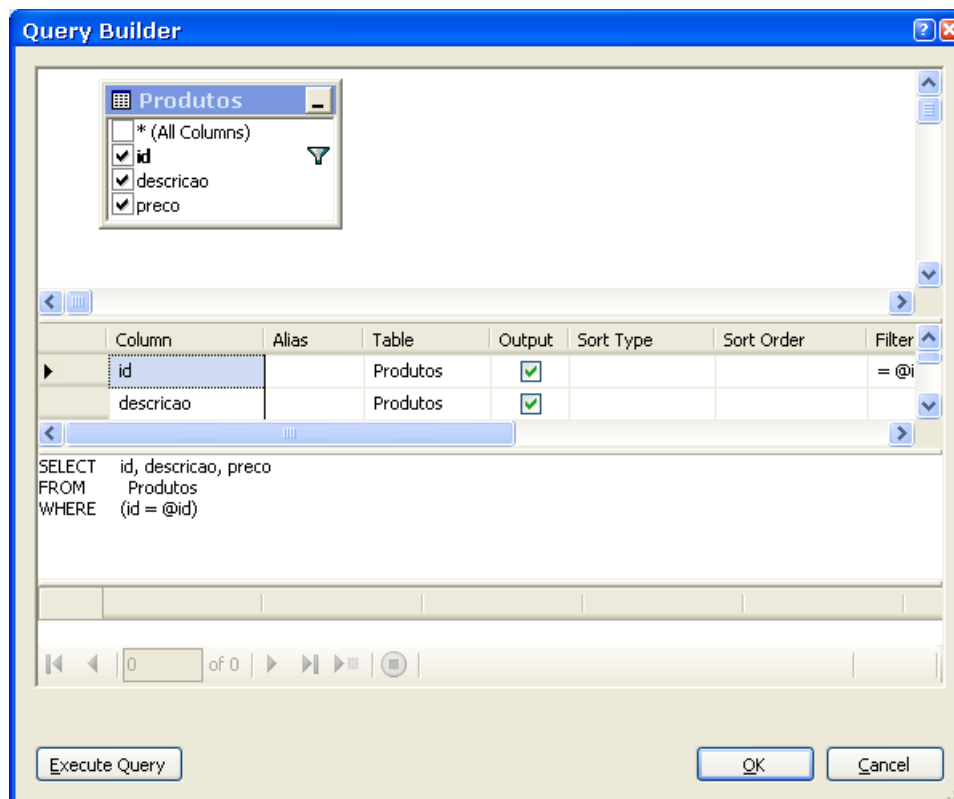 Query Builder
Produtos
* (All Columns)
id
descricao
preco
Column Alias Table Output Sort Type Sort Order Filter
id Produtos = @i
descricao Produtos
SELECT id, descricao, preco
FROM Produtos
WHERE (id = @id)
0 of 0
Execute Query OK Cancel